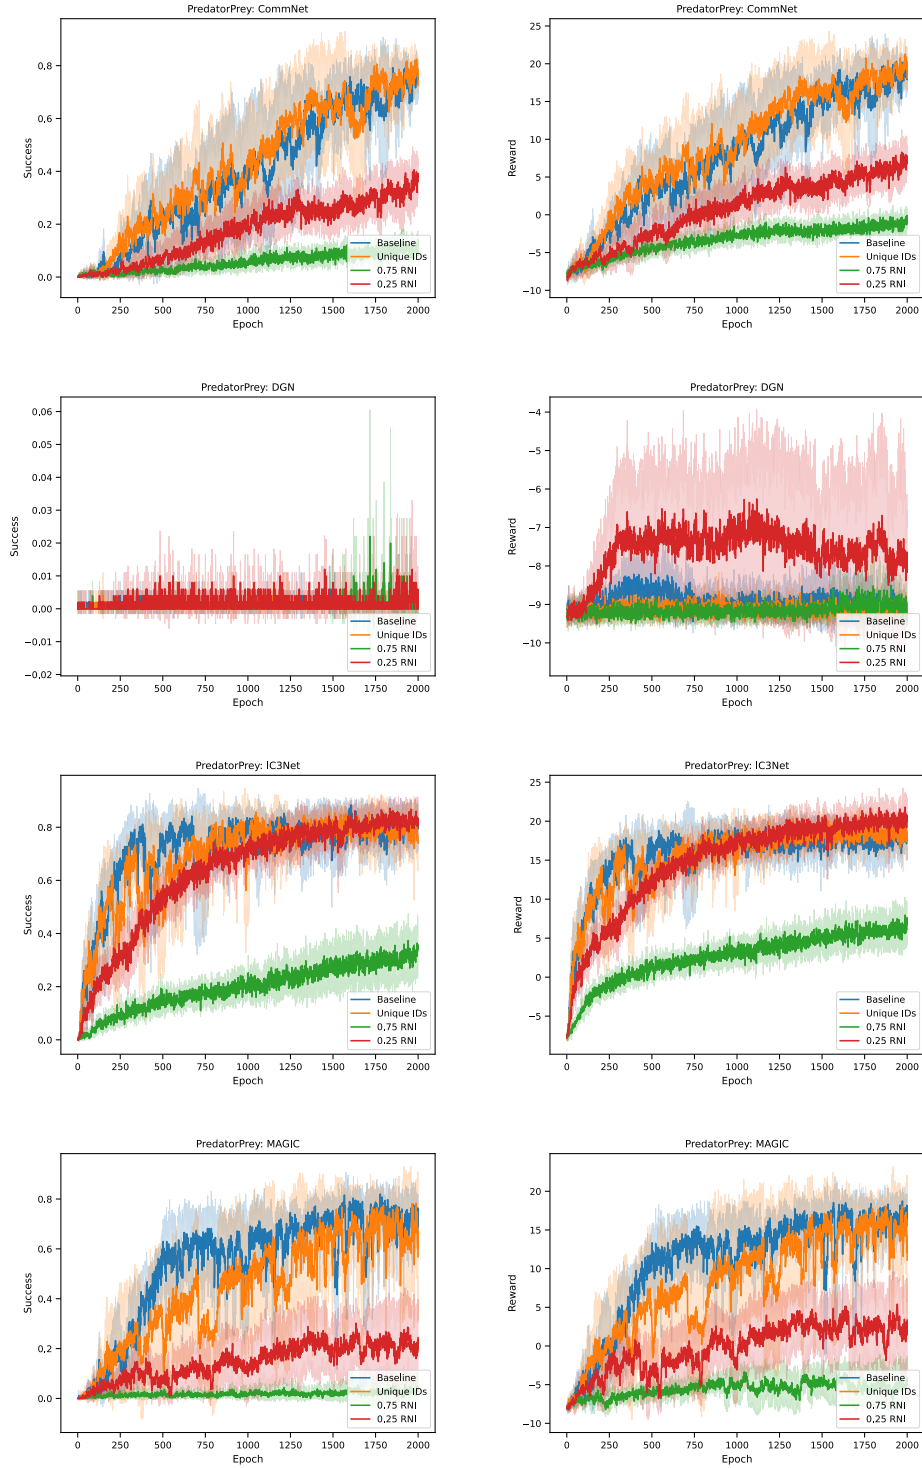 PredatorPrey: CommNet
Success
0.8
0.6
0.4
0.2
0.0
0 250 500 750 1000 1250 1500 1750 2000
Epoch
Baseline
Unique IDs
0.75 RNI
0.25 RNI
PredatorPrey: CommNet
Reward
25
20
15
10
5
0
−5
−10
0 250 500 750 1000 1250 1500 1750 2000
Epoch
Baseline
Unique IDs
0.75 RNI
0.25 RNI
PredatorPrey: DGN
Success
0.06
0.05
0.04
0.03
0.02
0.01
0.00
−0.01
−0.02
0 250 500 750 1000 1250 1500 1750 2000
Epoch
Baseline
Unique IDs
0.75 RNI
0.25 RNI
PredatorPrey: DGN
Reward
−4
−5
−6
−7
−8
−9
−10
0 250 500 750 1000 1250 1500 1750 2000
Epoch
Baseline
Unique IDs
0.75 RNI
0.25 RNI
PredatorPrey: IC3Net
Success
0.8
0.6
0.4
0.2
0.0
0 250 500 750 1000 1250 1500 1750 2000
Epoch
Baseline
Unique IDs
0.75 RNI
0.25 RNI
PredatorPrey: IC3Net
Reward
25
20
15
10
5
0
−5
0 250 500 750 1000 1250 1500 1750 2000
Epoch
Baseline
Unique IDs
0.75 RNI
0.25 RNI
PredatorPrey: MAGIC
Success
0.8
0.6
0.4
0.2
0.0
0 250 500 750 1000 1250 1500 1750 2000
Epoch
Baseline
Unique IDs
0.75 RNI
0.25 RNI
PredatorPrey: MAGIC
Reward
20
15
10
5
0
−5
−10
0 250 500 750 1000 1250 1500 1750 2000
Epoch
Baseline
Unique IDs
0.75 RNI
0.25 RNI